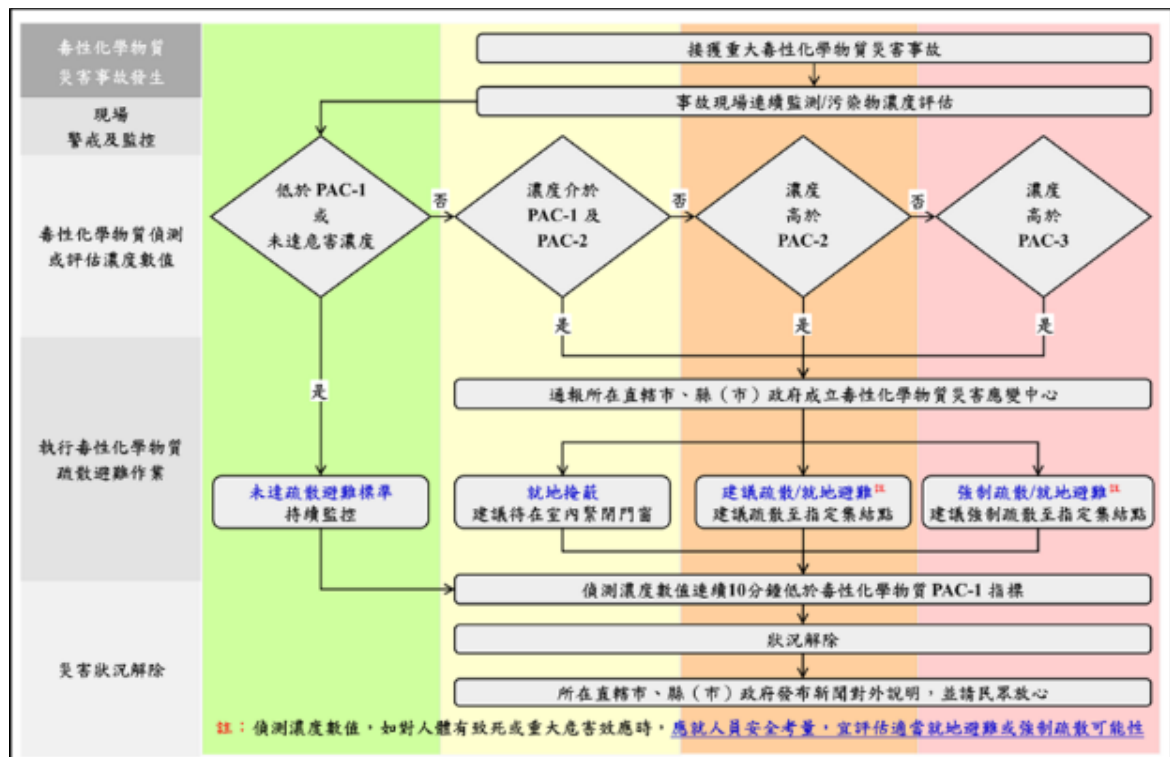 毒性化學物質
災害事故發生
接獲重大毒性化學物質災害事故
現場
警戒及監控
事故現場連續監測/污染物濃度評估
毒性化學物質偵測
或評估濃度數值
低於 PAC-1
或
未達危害濃度
否
濃度介於
PAC-1 及
PAC-2
否
濃度
高於
PAC-2
否
濃度
高於
PAC-3
是
是
是
是
執行毒性化學物質
疏散避難作業
通報所在直轄市、縣（市）政府成立毒性化學物質災害應變中心
未達疏散避難標準
持續監控
就地掩蔽
建議待在室內緊閉門窗
建議疏散/就地避難註
建議疏散至指定集結點
強制疏散/就地避難註
建議強制疏散至指定集結點
災害狀況解除
偵測濃度數值連續10分鐘低於毒性化學物質 PAC-1 指標
狀況解除
所在直轄市、縣（市）政府發布新聞對外說明，並請民眾放心
註：偵測濃度數值，如對人體有致死或重大危害效應時，應就人員安全考量，宜評估適當就地避難或強制疏散可能性